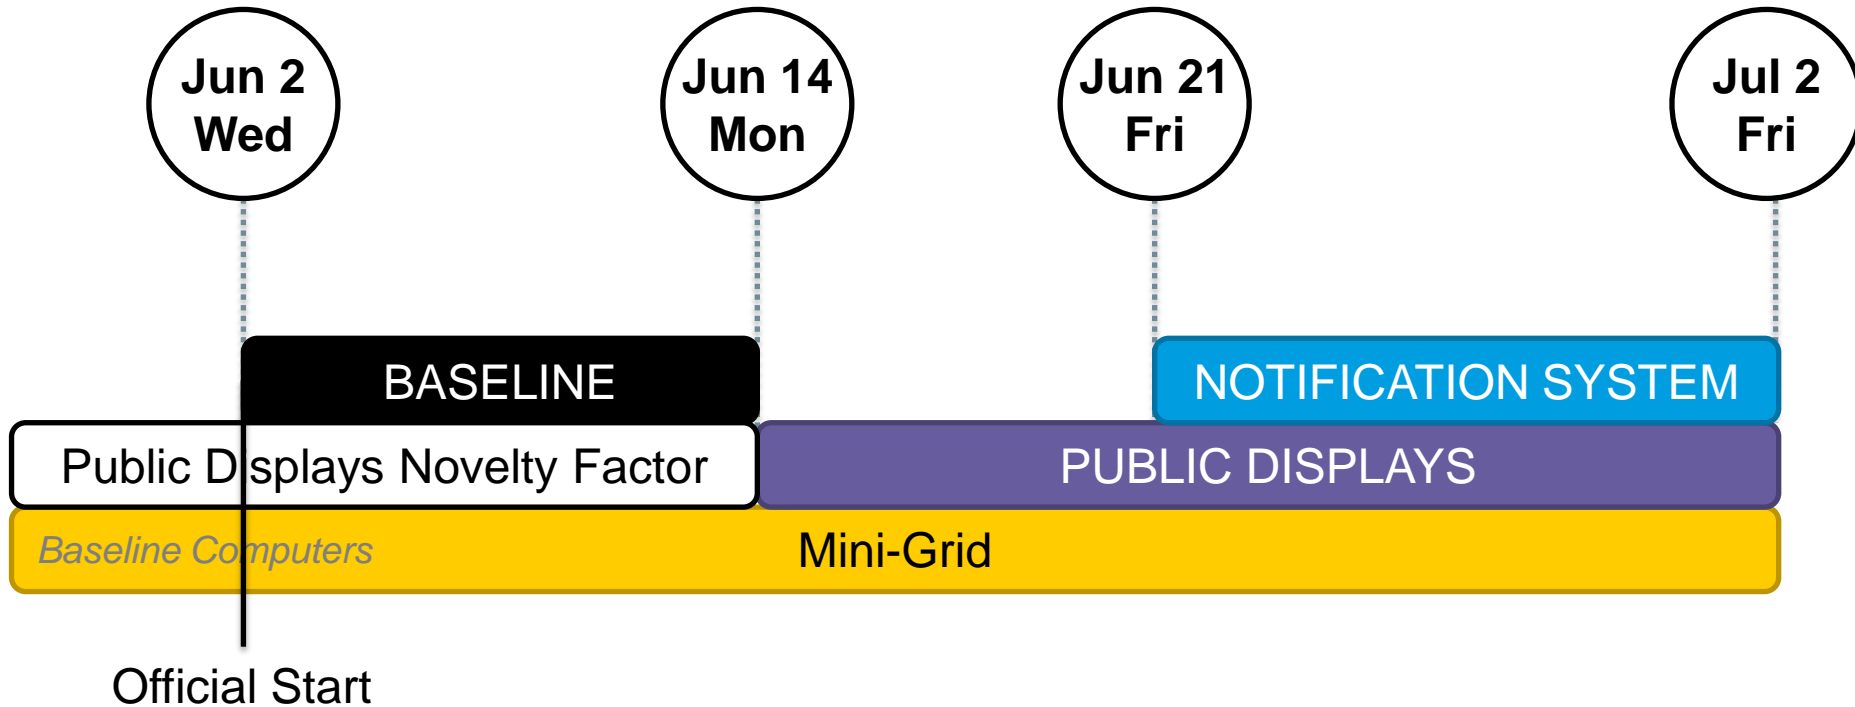 Jun 2
Wed
Jun 14
Mon
Jun 21
Fri
Jul 2
Fri
BASELINE
NOTIFICATION SYSTEM
Public Displays Novelty Factor
PUBLIC DISPLAYS
Baseline Computers
Mini-Grid
Official Start